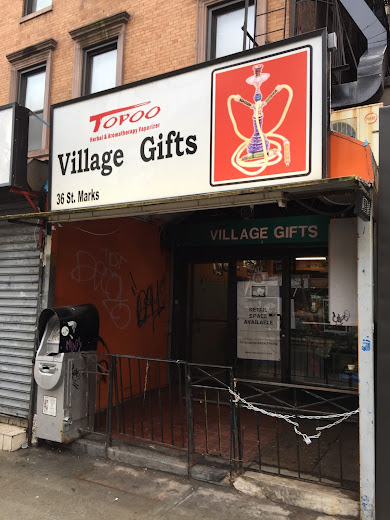 TOPOO
Herbal & Aromatherapy Vaporizer
Village Gifts
36 St. Marks
VILLAGE GIFTS
RETAIL
SPACE
AVAILABLE